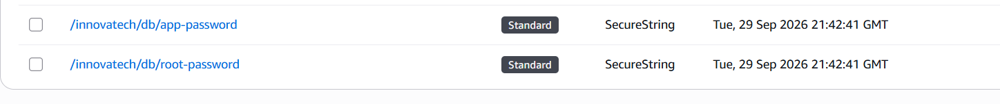 /innovatech/db/app-password Standard SecureString Tue, 29 Sep 2026 21:42:41 GMT
/innovatech/db/root-password Standard SecureString Tue, 29 Sep 2026 21:42:41 GMT